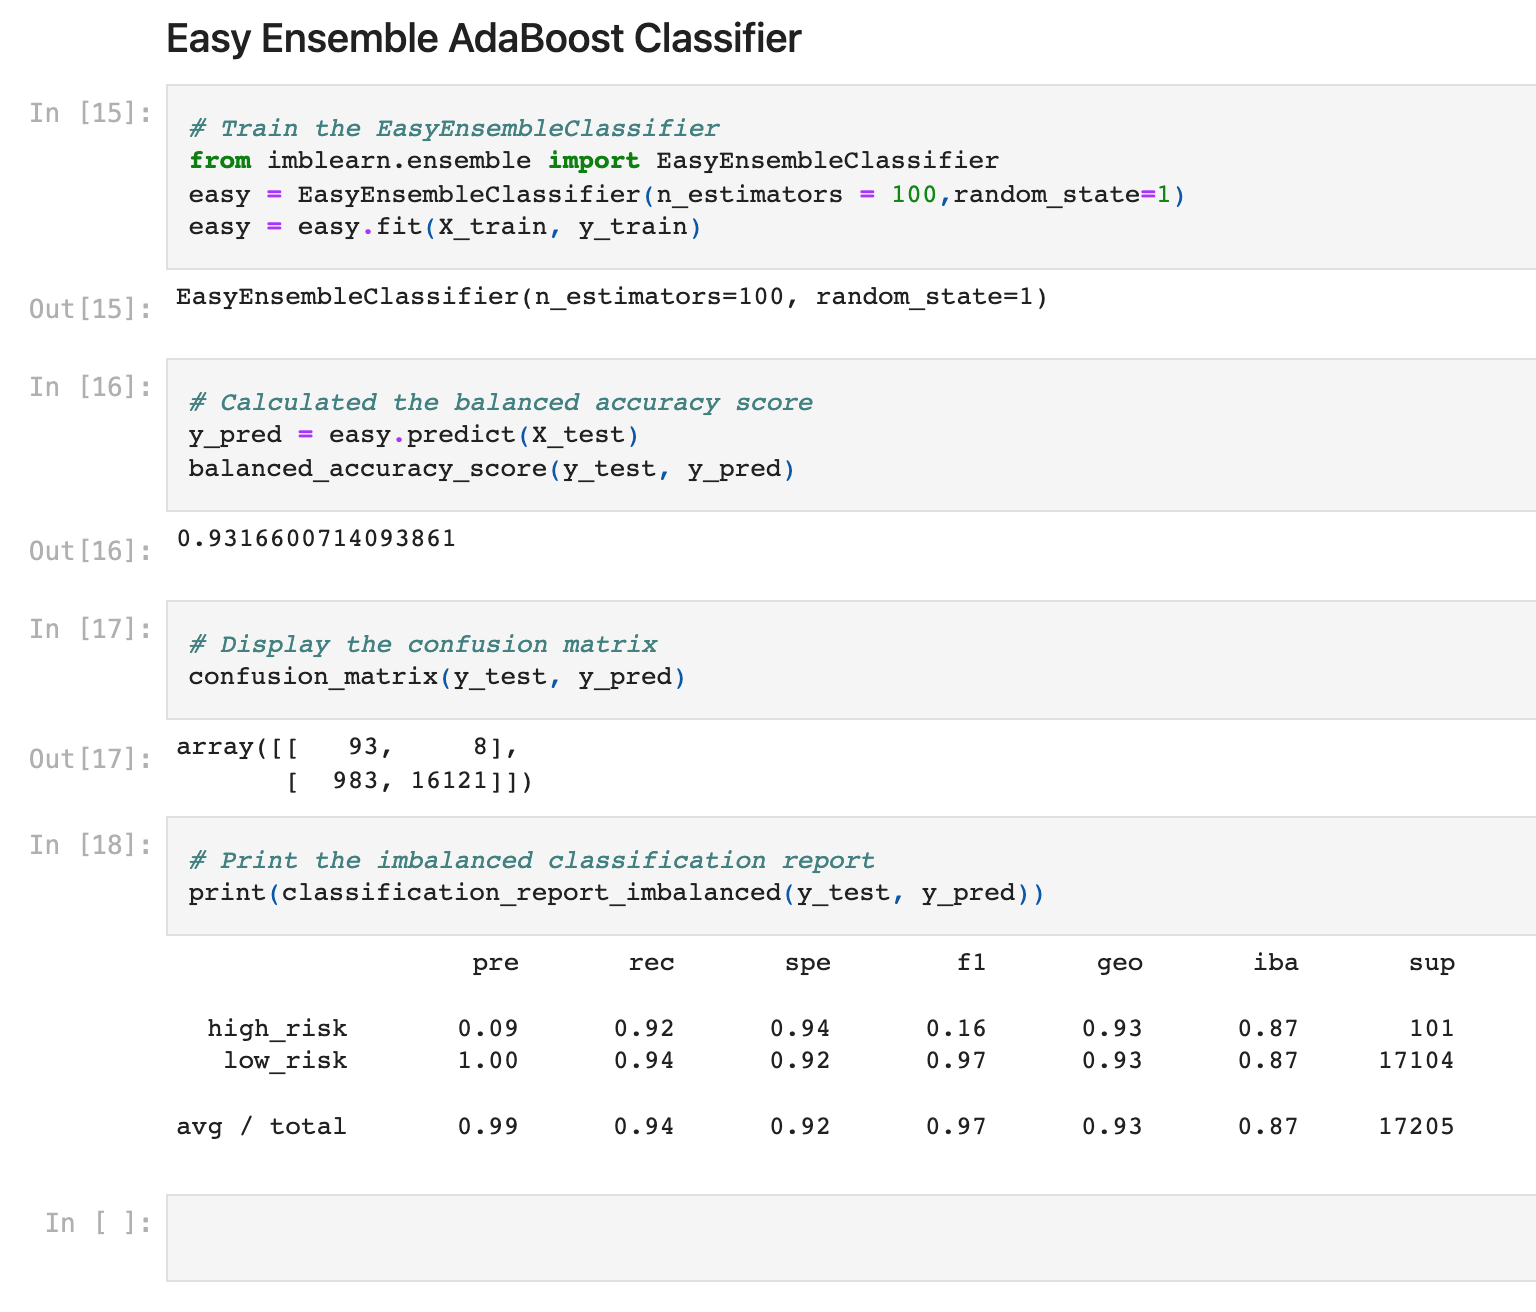 Easy Ensemble AdaBoost Classifier
In [15]:
# Train the EasyEnsembleClassifier
from imblearn.ensemble import EasyEnsembleClassifier
easy = EasyEnsembleClassifier(n_estimators = 100,random_state=1)
easy = easy.fit(X_train, y_train)
Out[15]: EasyEnsembleClassifier(n_estimators=100, random_state=1)
In [16]:
# Calculated the balanced accuracy score
y_pred = easy.predict(X_test)
balanced_accuracy_score(y_test, y_pred)
Out[16]: 0.9316600714093861
In [17]:
# Display the confusion matrix
confusion_matrix(y_test, y_pred)
Out[17]: array([[   93,     8],
       [  983, 16121]])
In [18]:
# Print the imbalanced classification report
print(classification_report_imbalanced(y_test, y_pred))
pre       rec       spe        f1       geo       iba       sup
high_risk       0.09      0.92      0.94      0.16      0.93      0.87       101
low_risk       1.00      0.94      0.92      0.97      0.93      0.87     17104
avg / total       0.99      0.94      0.92      0.97      0.93      0.87     17205
In [ ]: